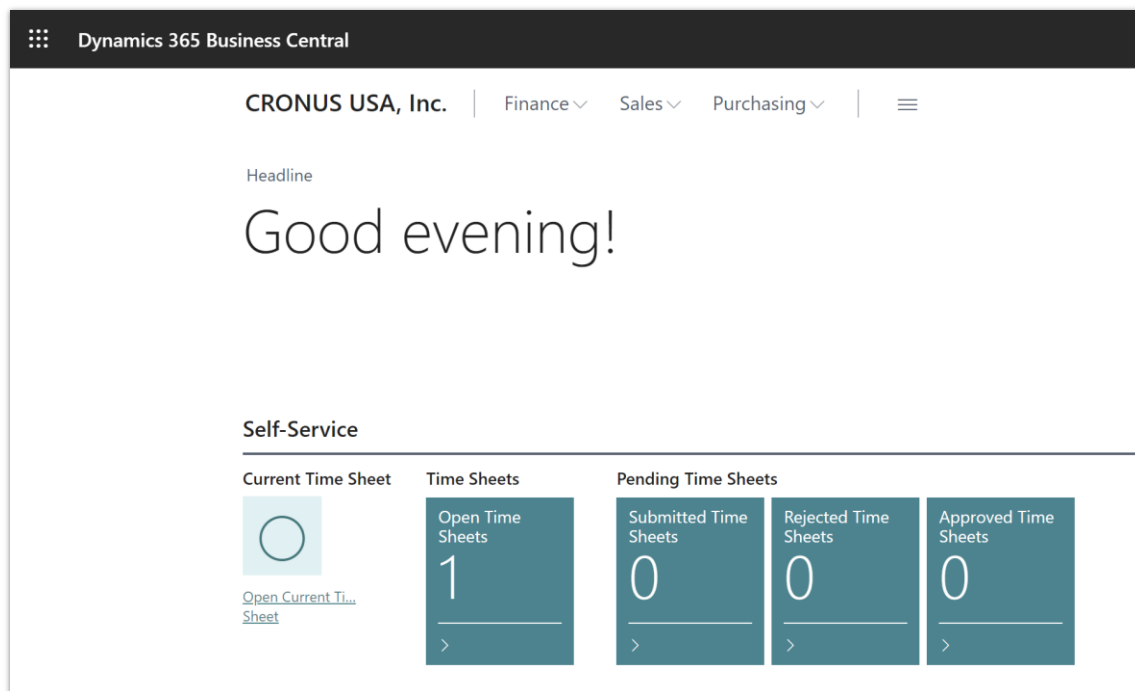 Dynamics 365 Business Central
CRONUS USA, Inc. Finance Sales Purchasing
Headline
Good evening!
Self-Service
Current Time Sheet
Open Current Ti...
Sheet
Time Sheets
Open Time
Sheets
1
Pending Time Sheets
Submitted Time
Sheets
0
Rejected Time
Sheets
0
Approved Time
Sheets
0